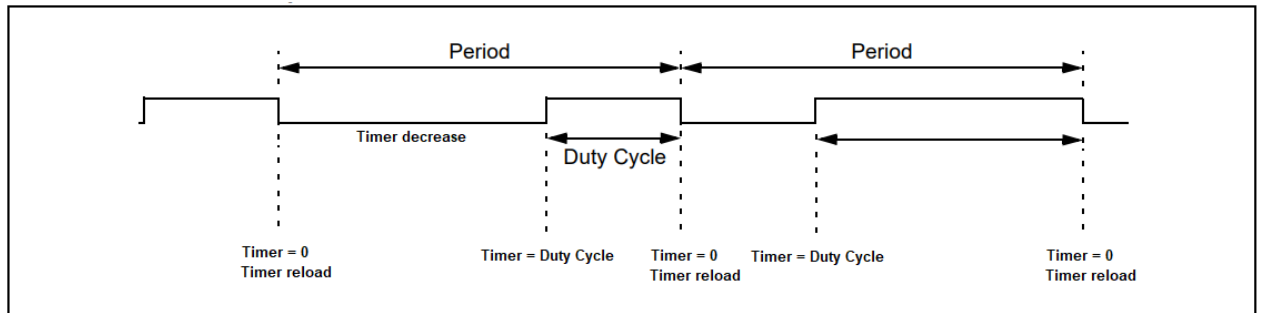 Period
Period
Timer decrease
Duty Cycle
Timer = 0
Timer reload
Timer = Duty Cycle
Timer = 0
Timer reload
Timer = Duty Cycle
Timer = 0
Timer reload